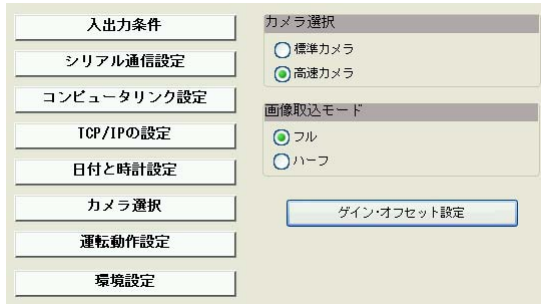 入出力条件
シリアル通信設定
コンピュータリンク設定
TCP/IPの設定
日付と時計設定
カメラ選択
運転動作設定
環境設定
カメラ選択
標準カメラ
高速カメラ
画像取込モード
フル
ハーフ
ゲイン・オフセット設定